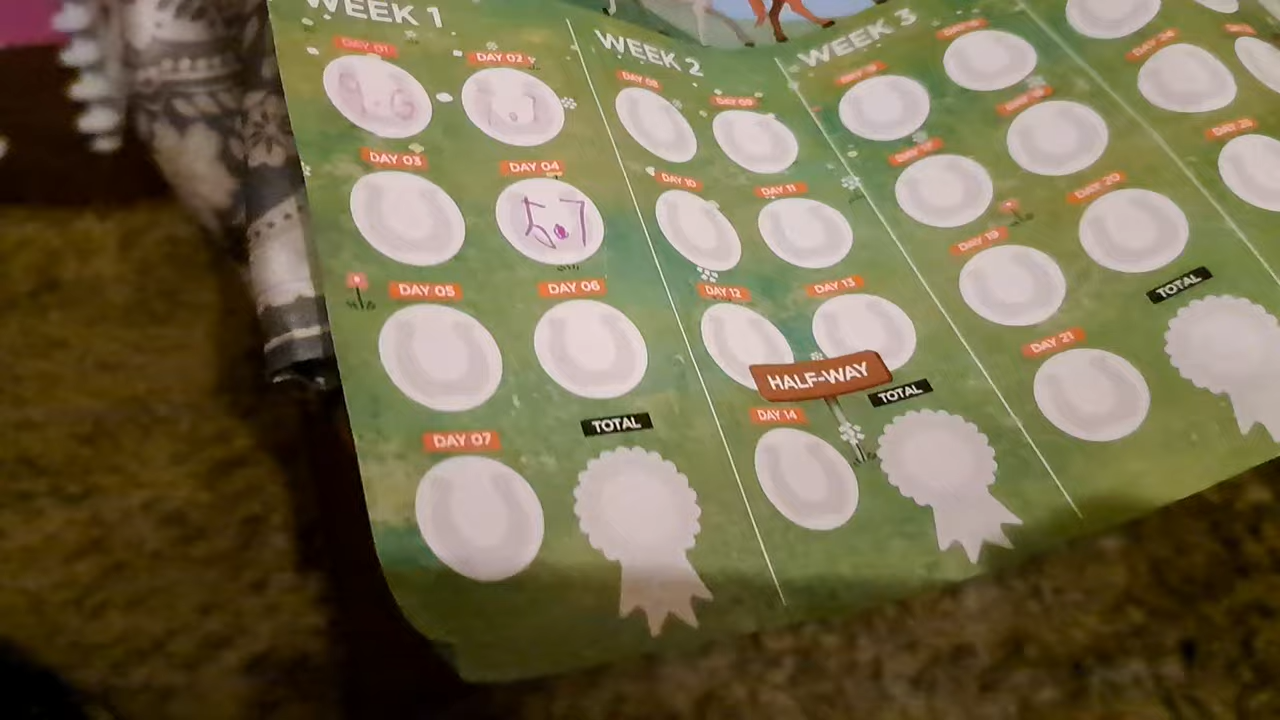 WEEK 1
DAY 01
DAY 02
DAY 03
DAY 04
5.7
DAY 05
DAY 06
DAY 07
TOTAL
WEEK 2
DAY 09
DAY 10
DAY 11
DAY 12
DAY 13
HALF-WAY
DAY 14
TOTAL
WEEK 3
DAY 19
DAY 20
DAY 21
TOTAL